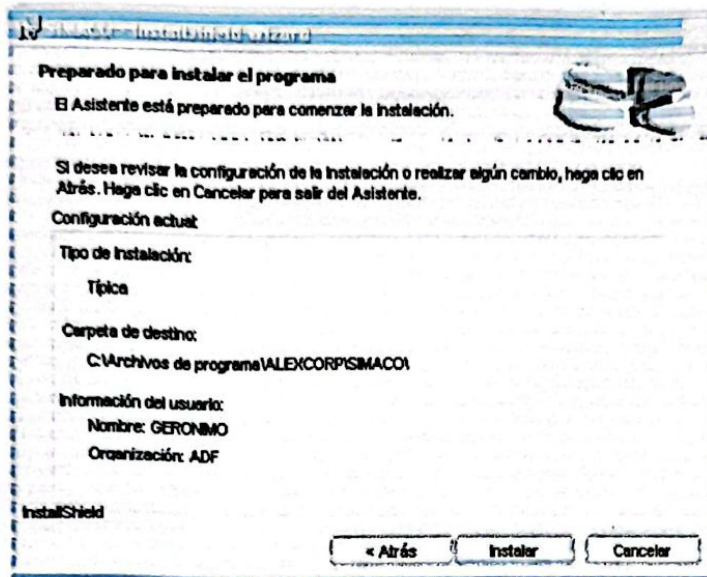 InstallShield Wizard
Preparado para instalar el programa
El Asistente está preparado para comenzar la instalación.
Si desea revisar la configuración de la instalación o realizar algún cambio, haga clic en
Atrás. Haga clic en Cancelar para salir del Asistente.
Configuración actual:
Tipo de instalación:
Típica
Carpeta de destino:
C:\Archivos de programa\ALEXCORP\SIMACO\
Información del usuario:
Nombre: GERONIMO
Organización: ADF
InstallShield
< Atrás
Instalar
Cancelar